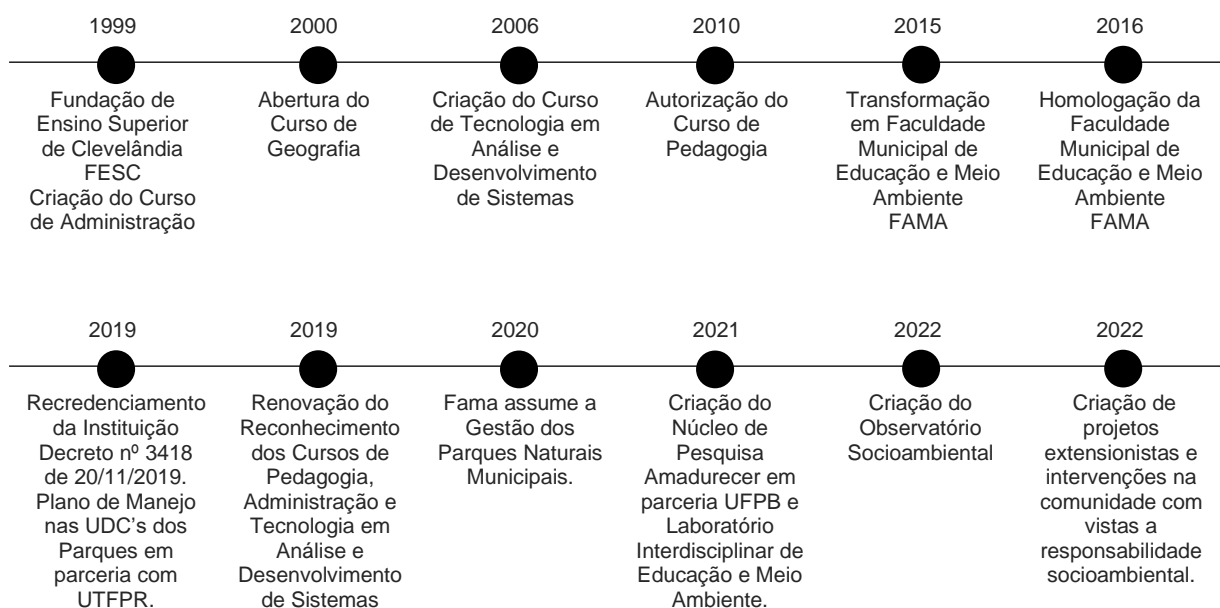 1999
Fundação de
Ensino Superior
de Clevelândia
FESC
Criação do Curso
de Administração
2000
Abertura do
Curso de
Geografia
2006
Criação do Curso
de Tecnologia em
Análise e
Desenvolvimento
de Sistemas
2010
Autorização do
Curso de
Pedagogia
2015
Transformação
em Faculdade
Municipal de
Educação e Meio
Ambiente
FAMA
2016
Homologação da
Faculdade
Municipal de
Educação e Meio
Ambiente
FAMA
2019
Recredenciamento
da Instituição
Decreto nº 3418
de 20/11/2019.
Plano de Manejo
nas UDC's dos
Parques em
parceria com
UTFPR.
2019
Renovação do
Reconhecimento
dos Cursos de
Pedagogia,
Administração e
Tecnologia em
Análise e
Desenvolvimento
de Sistemas
2020
Fama assume a
Gestão dos
Parques Naturais
Municipais.
2021
Criação do
Núcleo de
Pesquisa
Amadurecer em
parceria UFPB e
Laboratório
Interdisciplinar de
Educação e Meio
Ambiente.
2022
Criação do
Observatório
Socioambiental
2022
Criação de
projetos
extensionistas e
intervenções na
comunidade com
vistas a
responsabilidade
socioambiental.